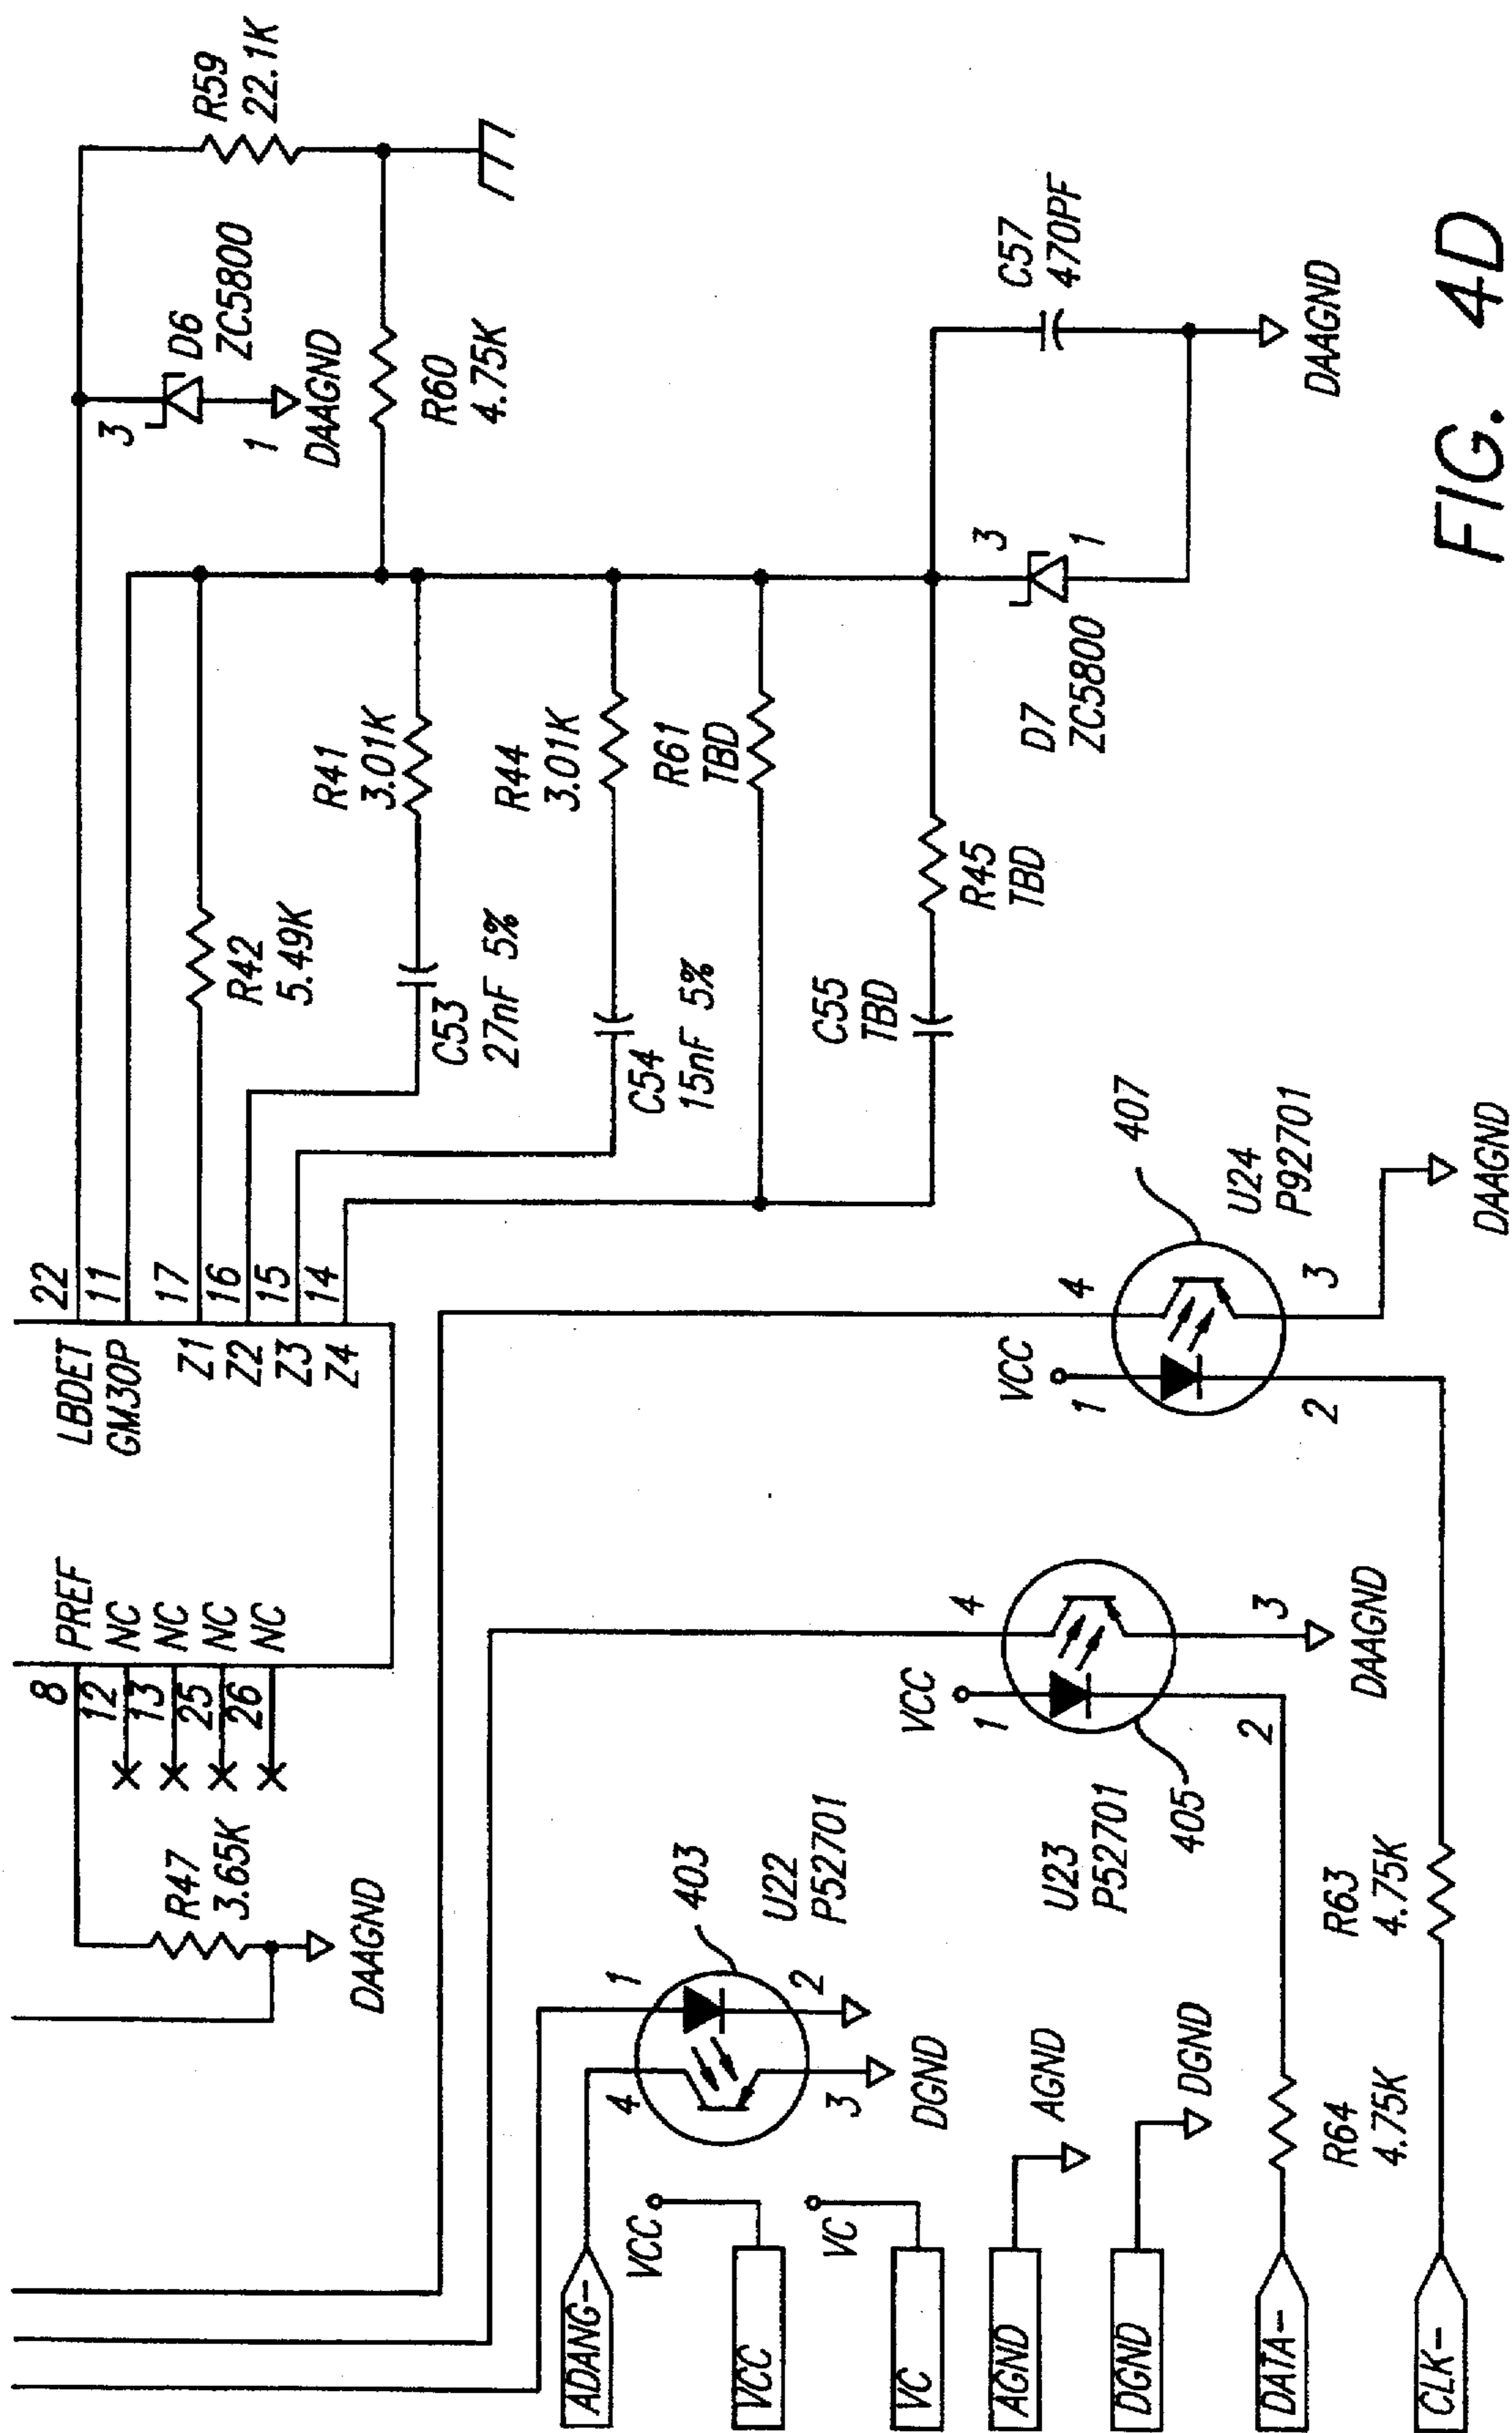 8
PREF
12
NC
13
NC
25
NC
26
NC
LBDET
22
GM30P
11
Z1
17
Z2
16
Z3
15
Z4
14
R47
3.65K
DAAGND
R42
5.49K
C53
27nF 5%
R41
3.01K
C54
15nF 5%
R44
3.01K
R61
TBD
C55
TBD
R45
TBD
3
D6
ZC5800
1
DAAGND
R59
22.1K
R60
4.75K
3
D7
ZC5800
1
C57
470PF
DAAGND
ADANG-
4
1
403
U22
P52701
3
2
DGND
VCC
VCC
VC
VC
AGND
AGND
DGND
DGND
VCC
1
4
U23
P52701
405
2
3
DAAGND
VCC
1
4
407
U24
P92701
2
3
DAAGND
DATA-
R64
4.75K
R63
4.75K
CLK-
FIG. 4D